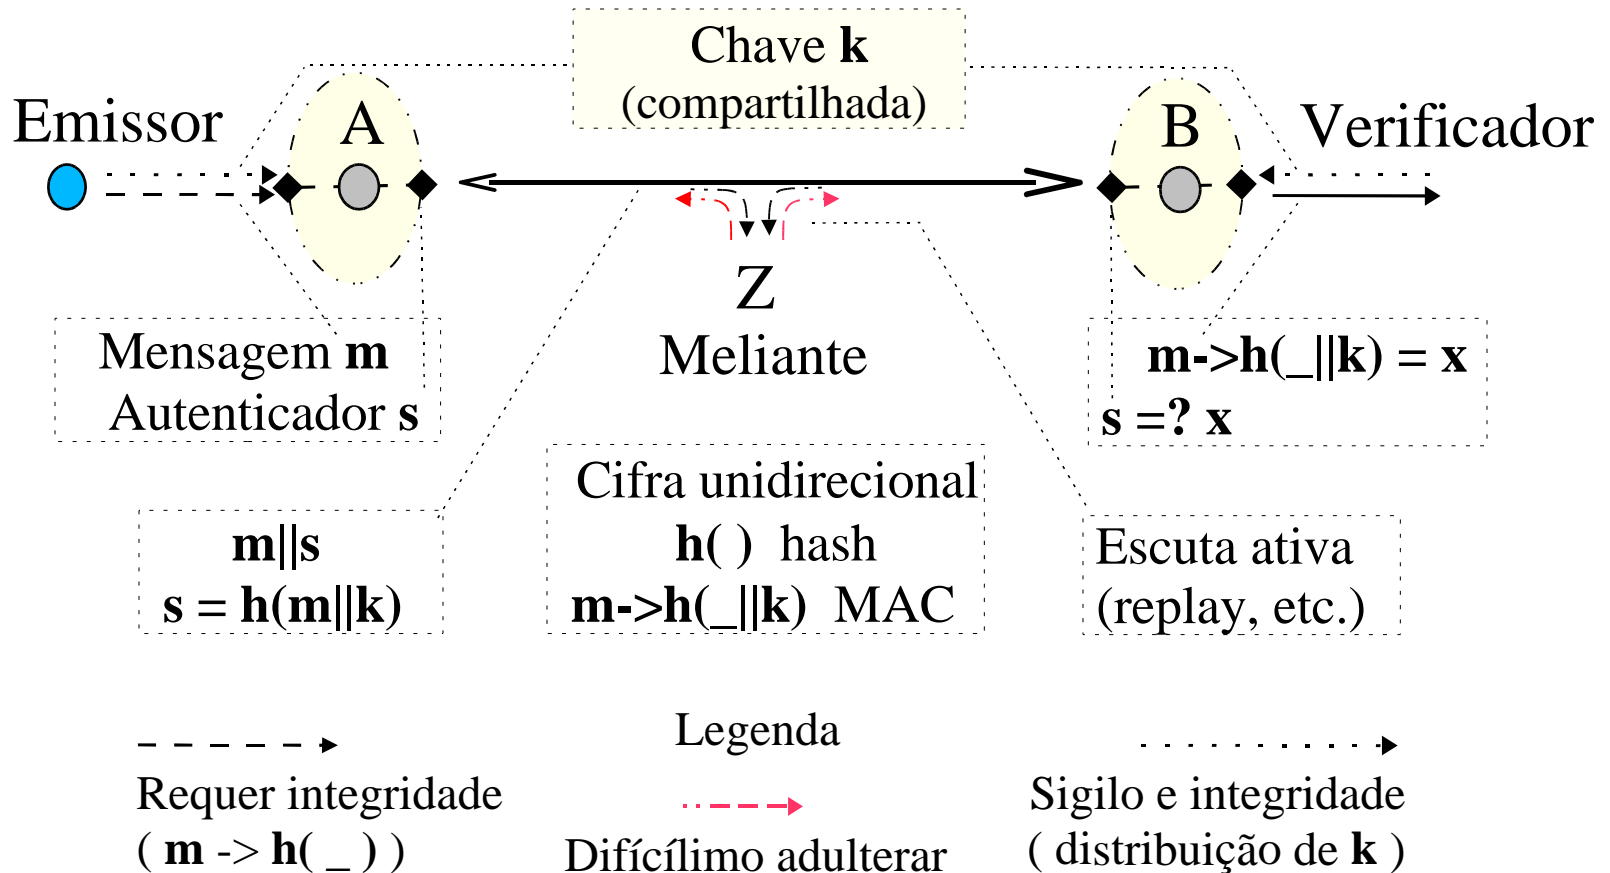 Chave k
(compartilhada)
Emissor
A
B
Verificador
Z
Meliante
Mensagem m
Autenticador s
m->h(_||k) = x
s =? x
m||s
s = h(m||k)
Cifra unidirecional
h( ) hash
m->h(_||k) MAC
Escuta ativa
(replay, etc.)
Legenda
Requer integridade
( m -> h( _ ) )
Difícílimo adulterar
Sigilo e integridade
( distribuição de k )